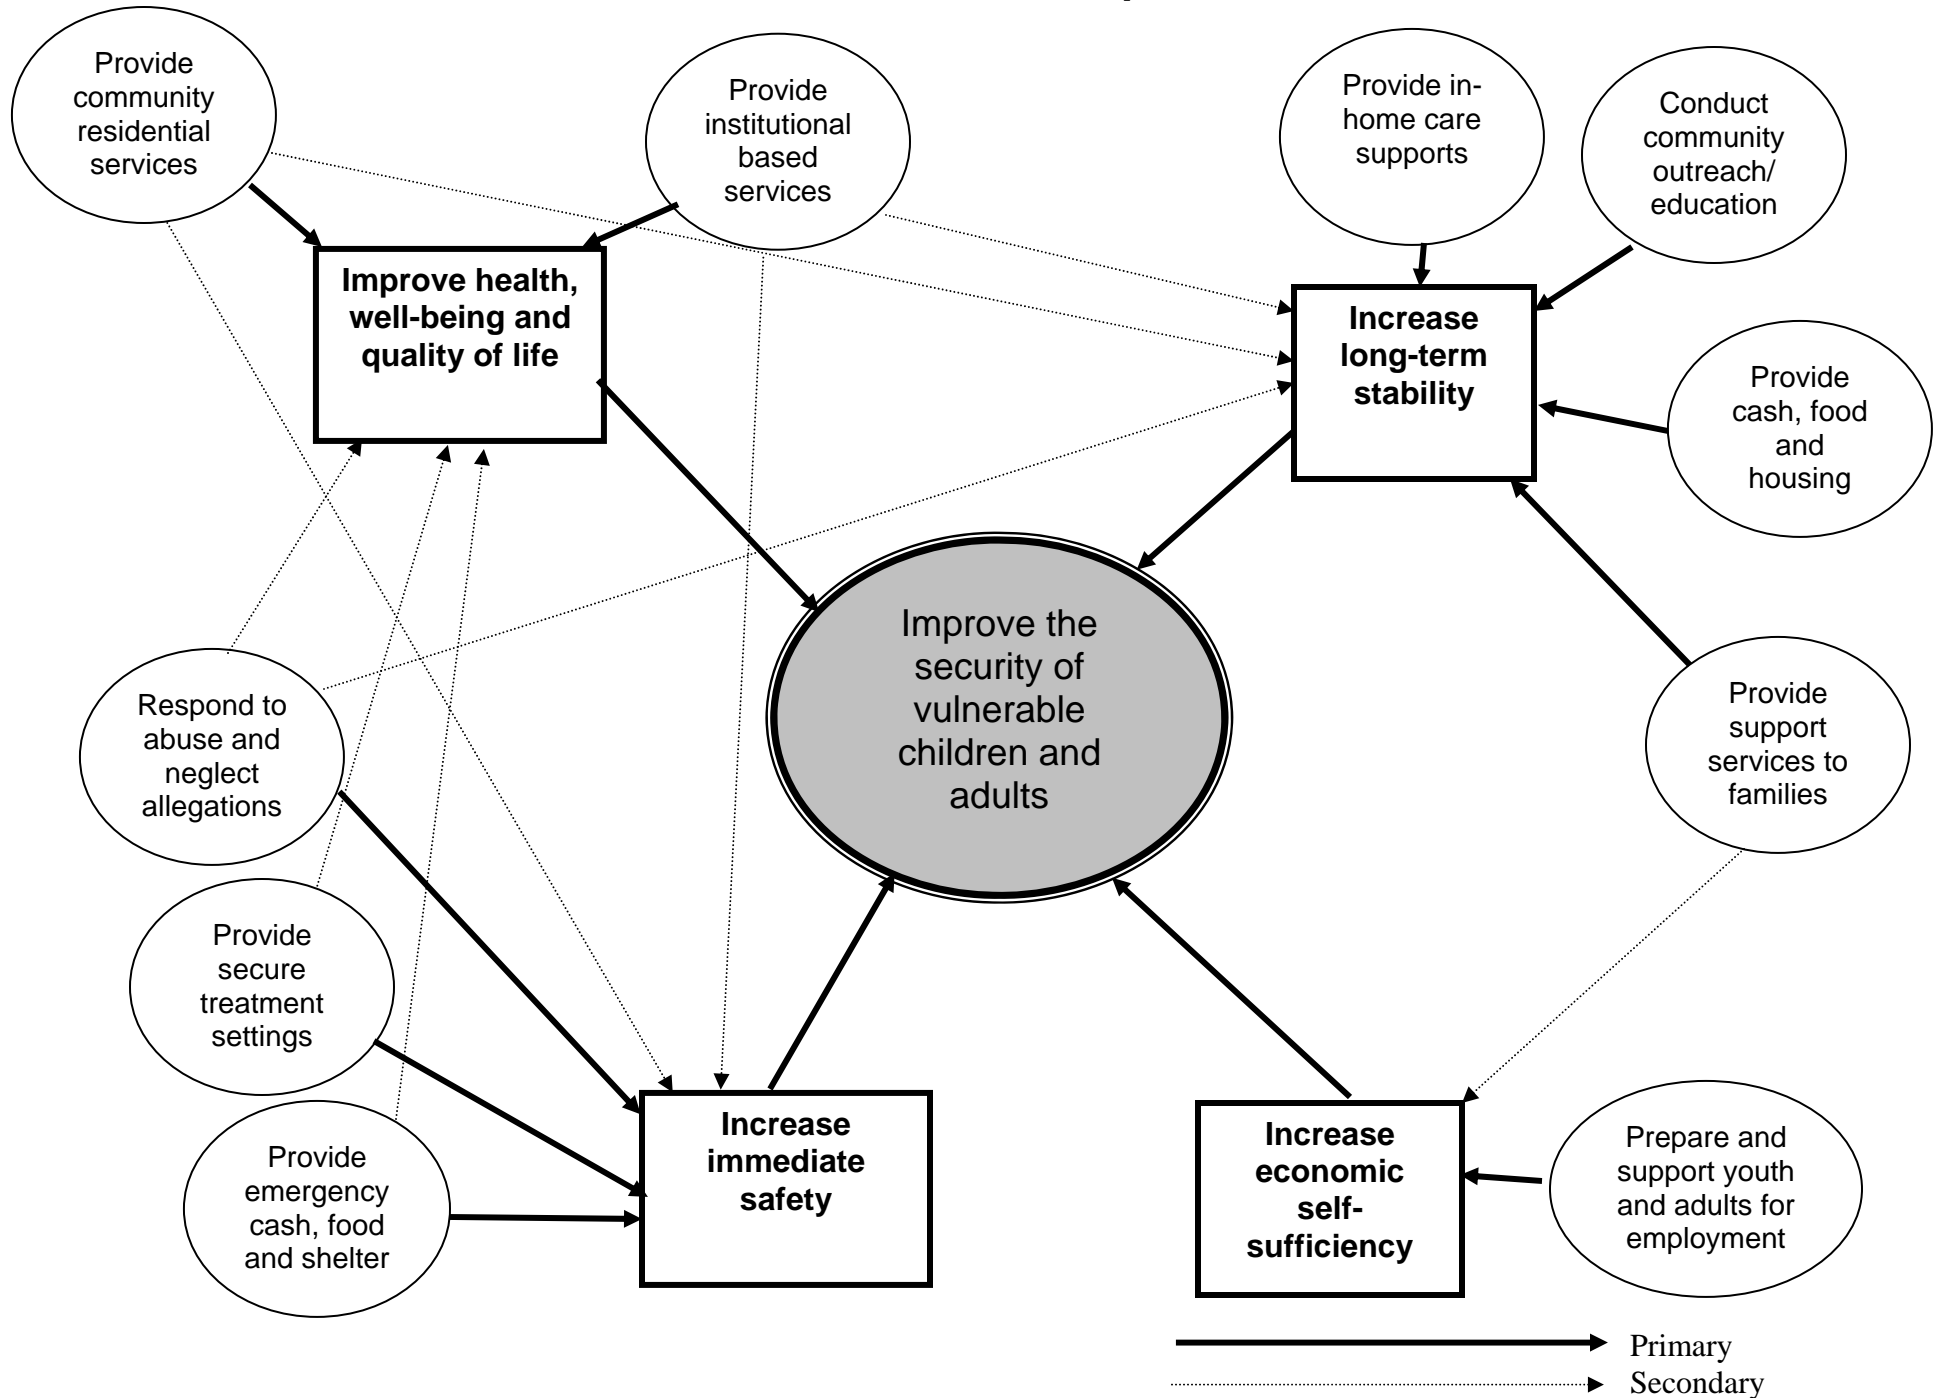 Provide
community
residential
services
Provide
institutional
based
services
Provide in-
home care
supports
Conduct
community
outreach/
education
Improve health,
well-being and
quality of life
Increase
long-term
stability
Provide
cash, food
and
housing
Improve the
security of
vulnerable
children and
adults
Respond to
abuse and
neglect
allegations
Provide
support
services to
families
Provide
secure
treatment
settings
Provide
emergency
cash, food
and shelter
Increase
immediate
safety
Increase
economic
self-
sufficiency
Prepare and
support youth
and adults for
employment
Primary
Secondary